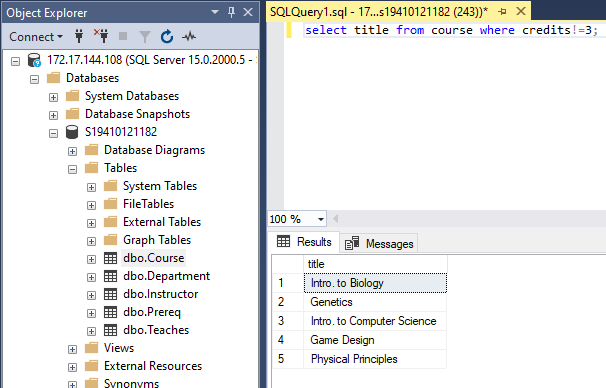 Object Explorer
Connect
172.17.144.108 (SQL Server 15.0.2000.5 - S
Databases
System Databases
Database Snapshots
S19410121182
Database Diagrams
Tables
System Tables
FileTables
External Tables
Graph Tables
dbo.Course
dbo.Department
dbo.Instructor
dbo.Prereq
dbo.Teaches
Views
External Resources
Synonyms
SQLQuery1.sql - 17...s19410121182 (243))*
select title from course where credits!=3;
100 %
Results Messages
title
1 Intro. to Biology
2 Genetics
3 Intro. to Computer Science
4 Game Design
5 Physical Principles